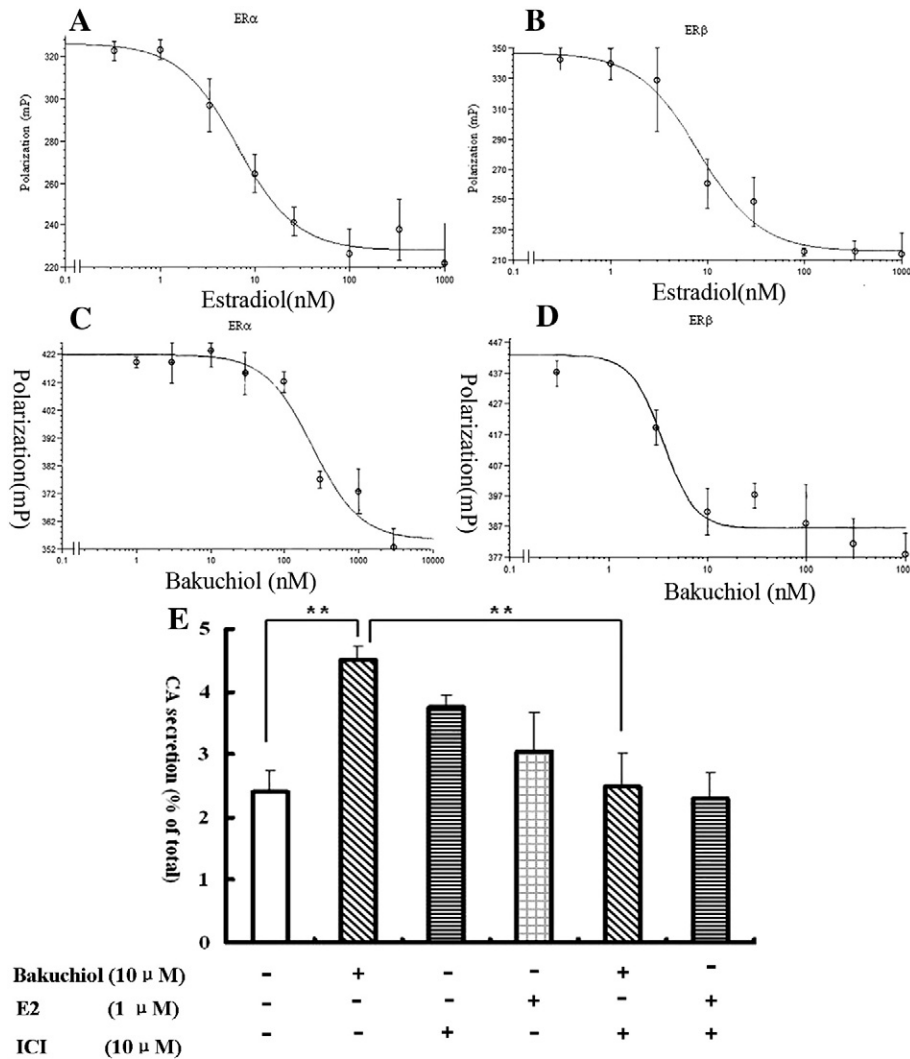 A
ERα
Polarization (mP)
320
300
280
260
240
220
0.1
1
10
100
1000
Estradiol(nM)
B
ERβ
Polarization (mP)
350
330
310
290
270
250
230
210
0.1
1
10
100
1000
Estradiol(nM)
C
ERα
Polarization(mP)
422
412
402
392
382
372
362
352
0.1
1
10
100
1000
10000
Bakuchiol (nM)
D
ERβ
Polarization(mP)
447
437
427
417
407
397
387
377
0.1
1
10
100
1000
Bakuchiol (nM)
E
**
**
CA secretion (% of total)
5
4
3
2
1
0
Bakuchiol (10 μ M) - + - - + -
E2 (1 μ M) - - - + - +
ICI (10 μ M) - - + - + +